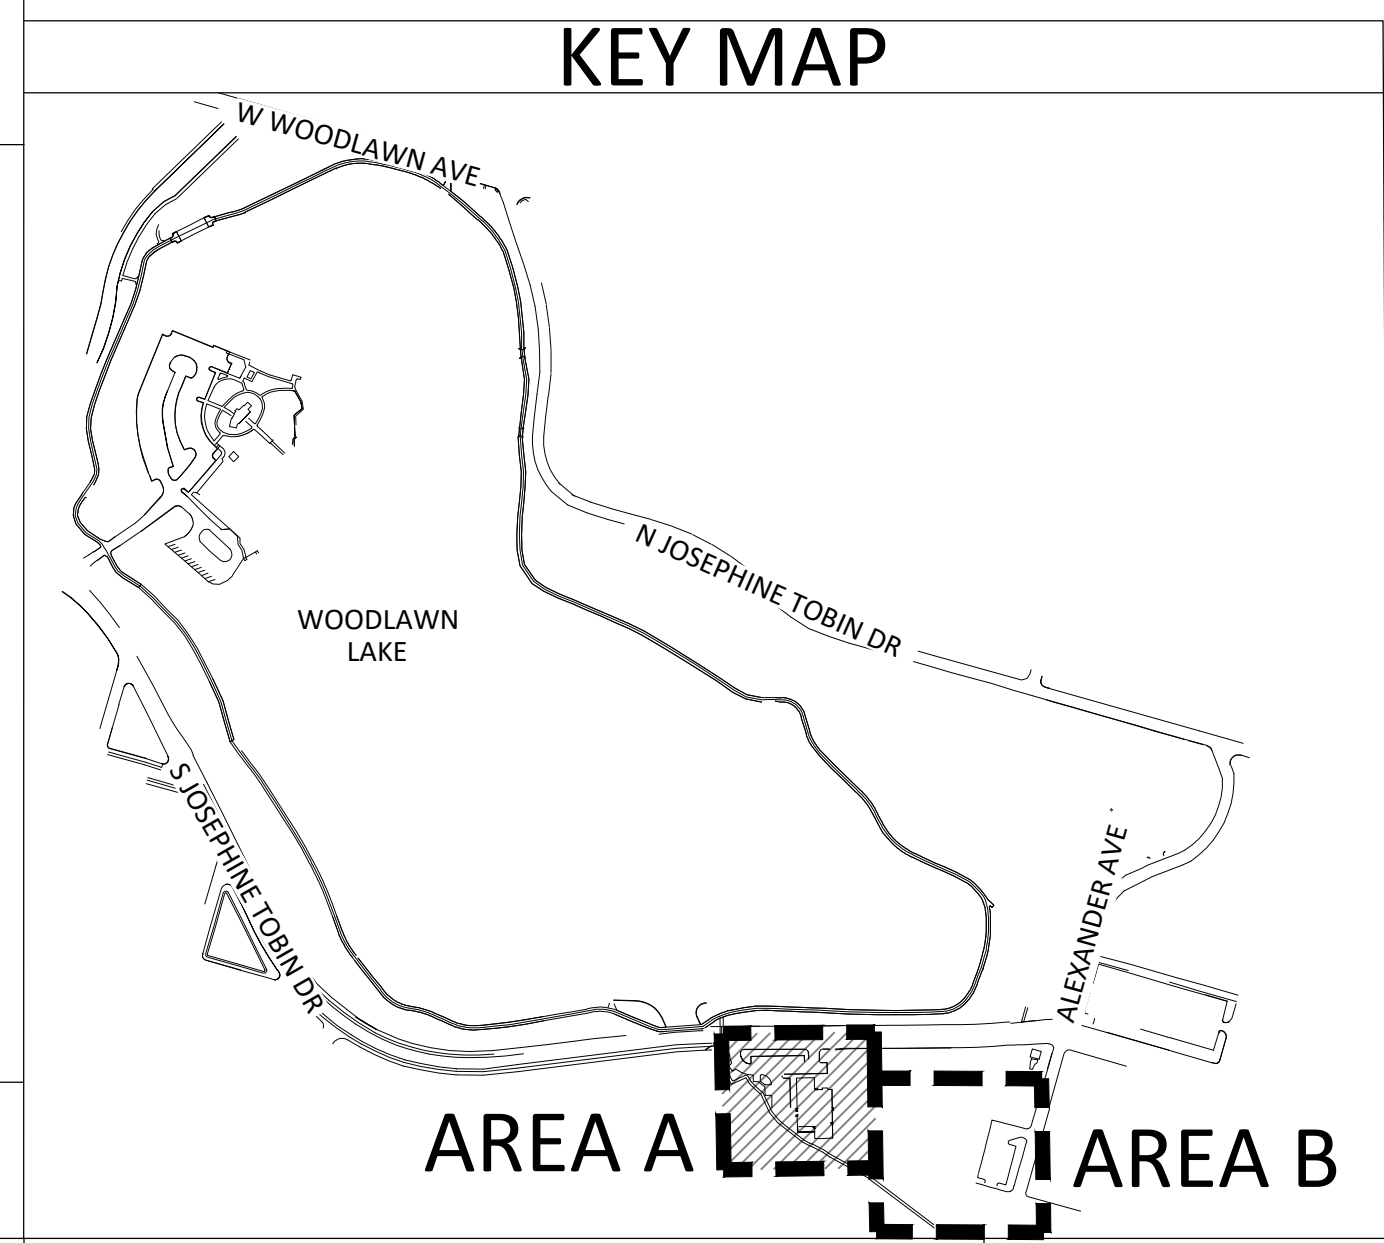 KEY MAP
W WOODLAWN AVE
N JOSEPHINE TOBIN DR
WOODLAWN
LAKE
S JOSEPHINE TOBIN DR
ALEXANDER AVE
AREA A
AREA B